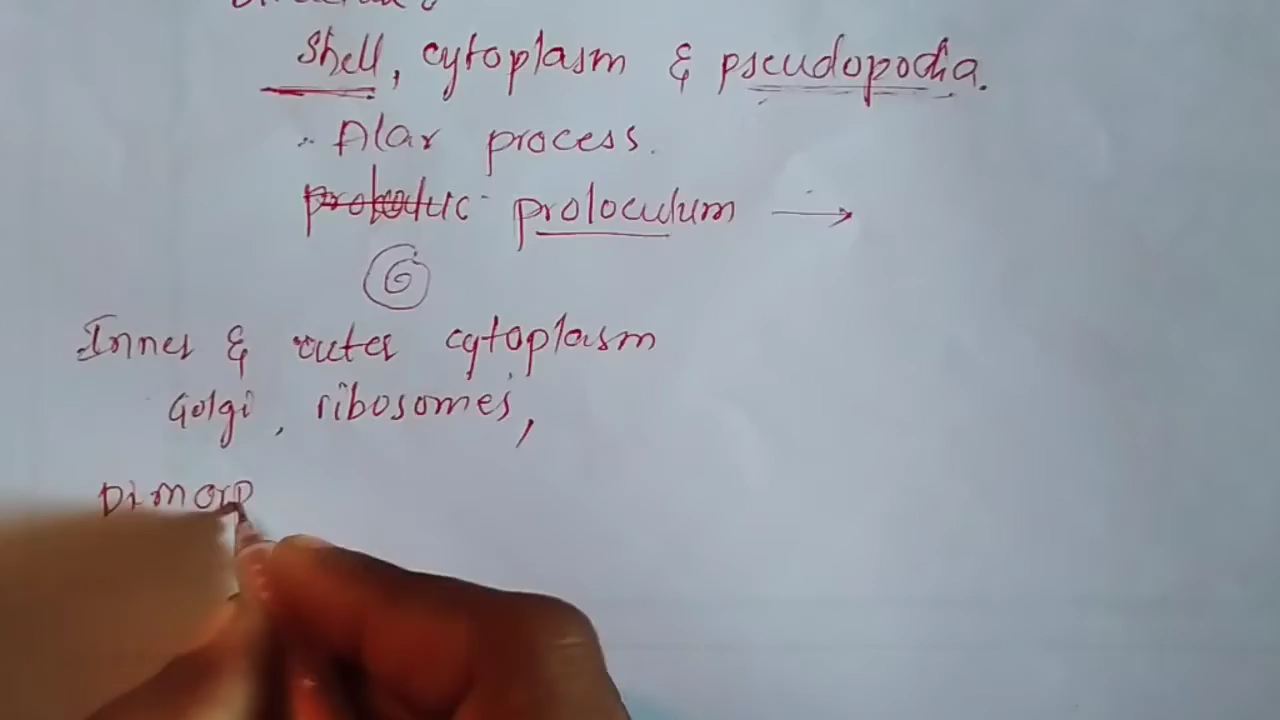 Shell, cytoplasm & pseudopodia.
Alar process.
proloculum →
Inner & outer cytoplasm
Golgi, ribosomes,
Dimorp